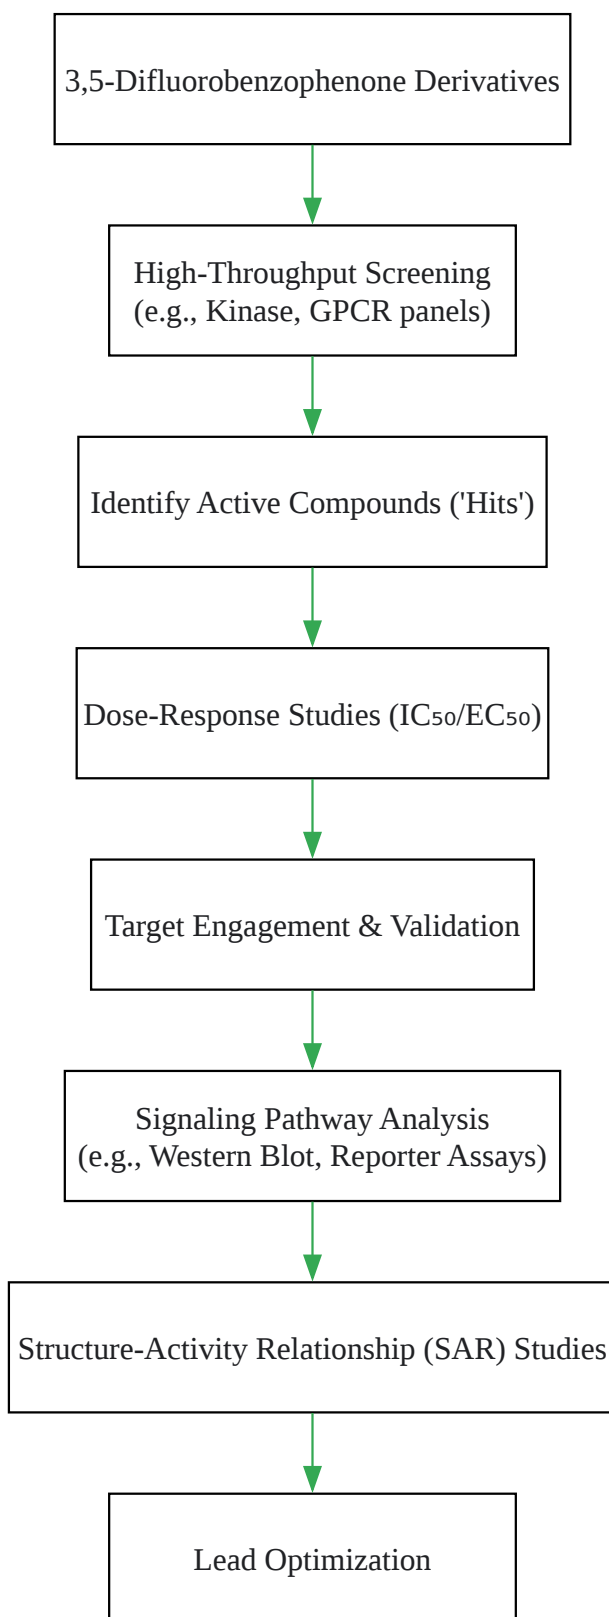 3,5-Difluorobenzophenone Derivatives
High-Throughput Screening
(e.g., Kinase, GPCR panels)
Identify Active Compounds ('Hits')
Dose-Response Studies (IC₅₀/EC₅₀)
Target Engagement & Validation
Signaling Pathway Analysis
(e.g., Western Blot, Reporter Assays)
Structure-Activity Relationship (SAR) Studies
Lead Optimization